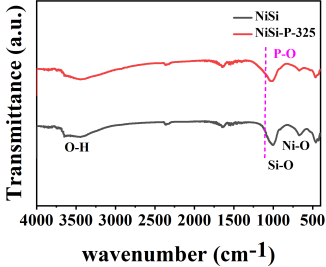 NiSi
NiSi-P-325
P-O
O-H
Ni-O
Si-O
Transmittance (a.u.)
4000 3500 3000 2500 2000 1500 1000 500
wavenumber (cm-1)